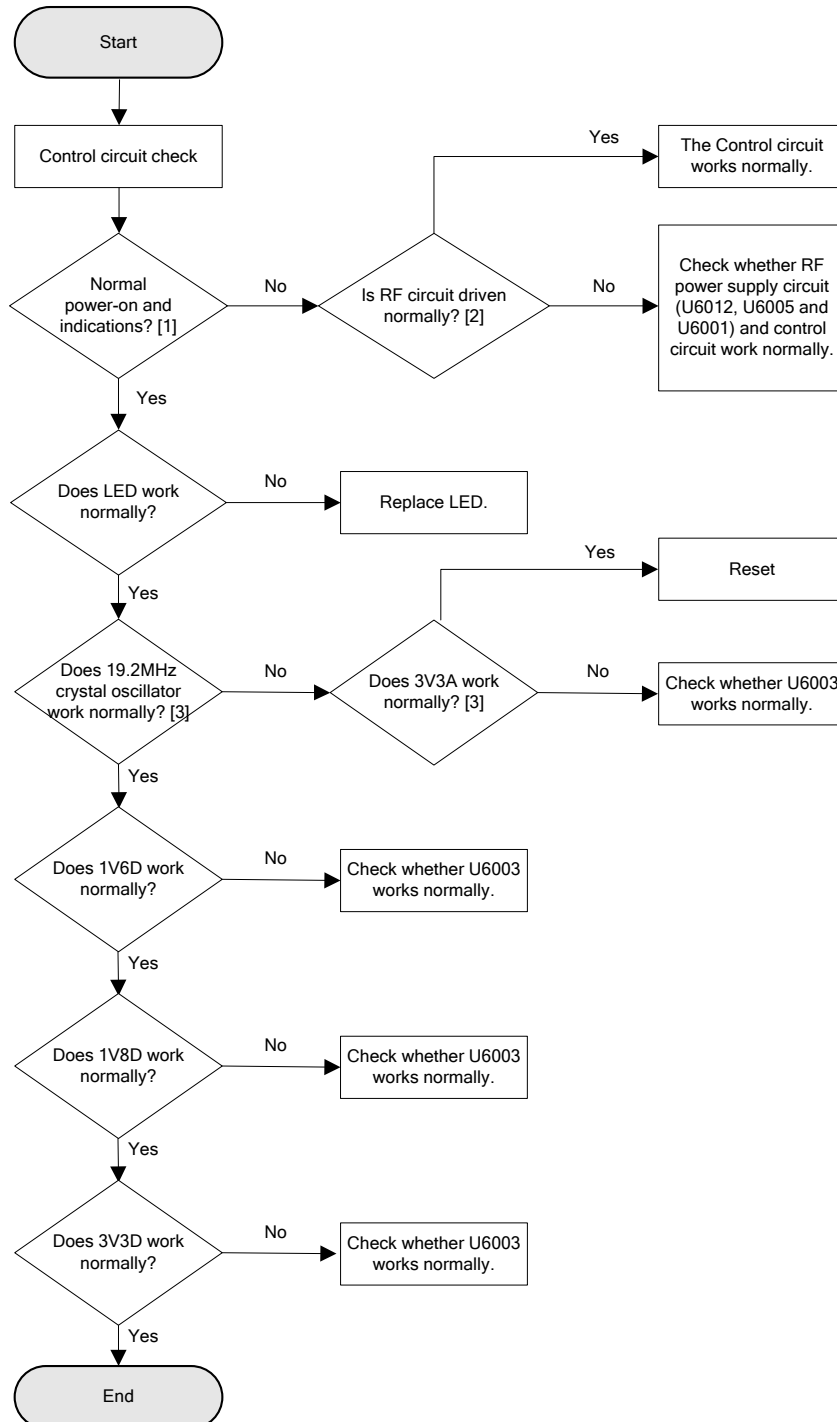 Start
Control circuit check
Yes
The Control circuit
works normally.
Normal
power-on and
indications? [1]
No
Is RF circuit driven
normally? [2]
No
Check whether RF
power supply circuit
(U6012, U6005 and
U6001) and control
circuit work normally.
Yes
Does LED work
normally?
No
Replace LED.
Yes
Yes
Reset
Does 19.2MHz
crystal oscillator
work normally? [3]
No
Does 3V3A work
normally? [3]
No
Check whether U6003
works normally.
Yes
Does 1V6D work
normally?
No
Check whether U6003
works normally.
Yes
Does 1V8D work
normally?
No
Check whether U6003
works normally.
Yes
Does 3V3D work
normally?
No
Check whether U6003
works normally.
Yes
End